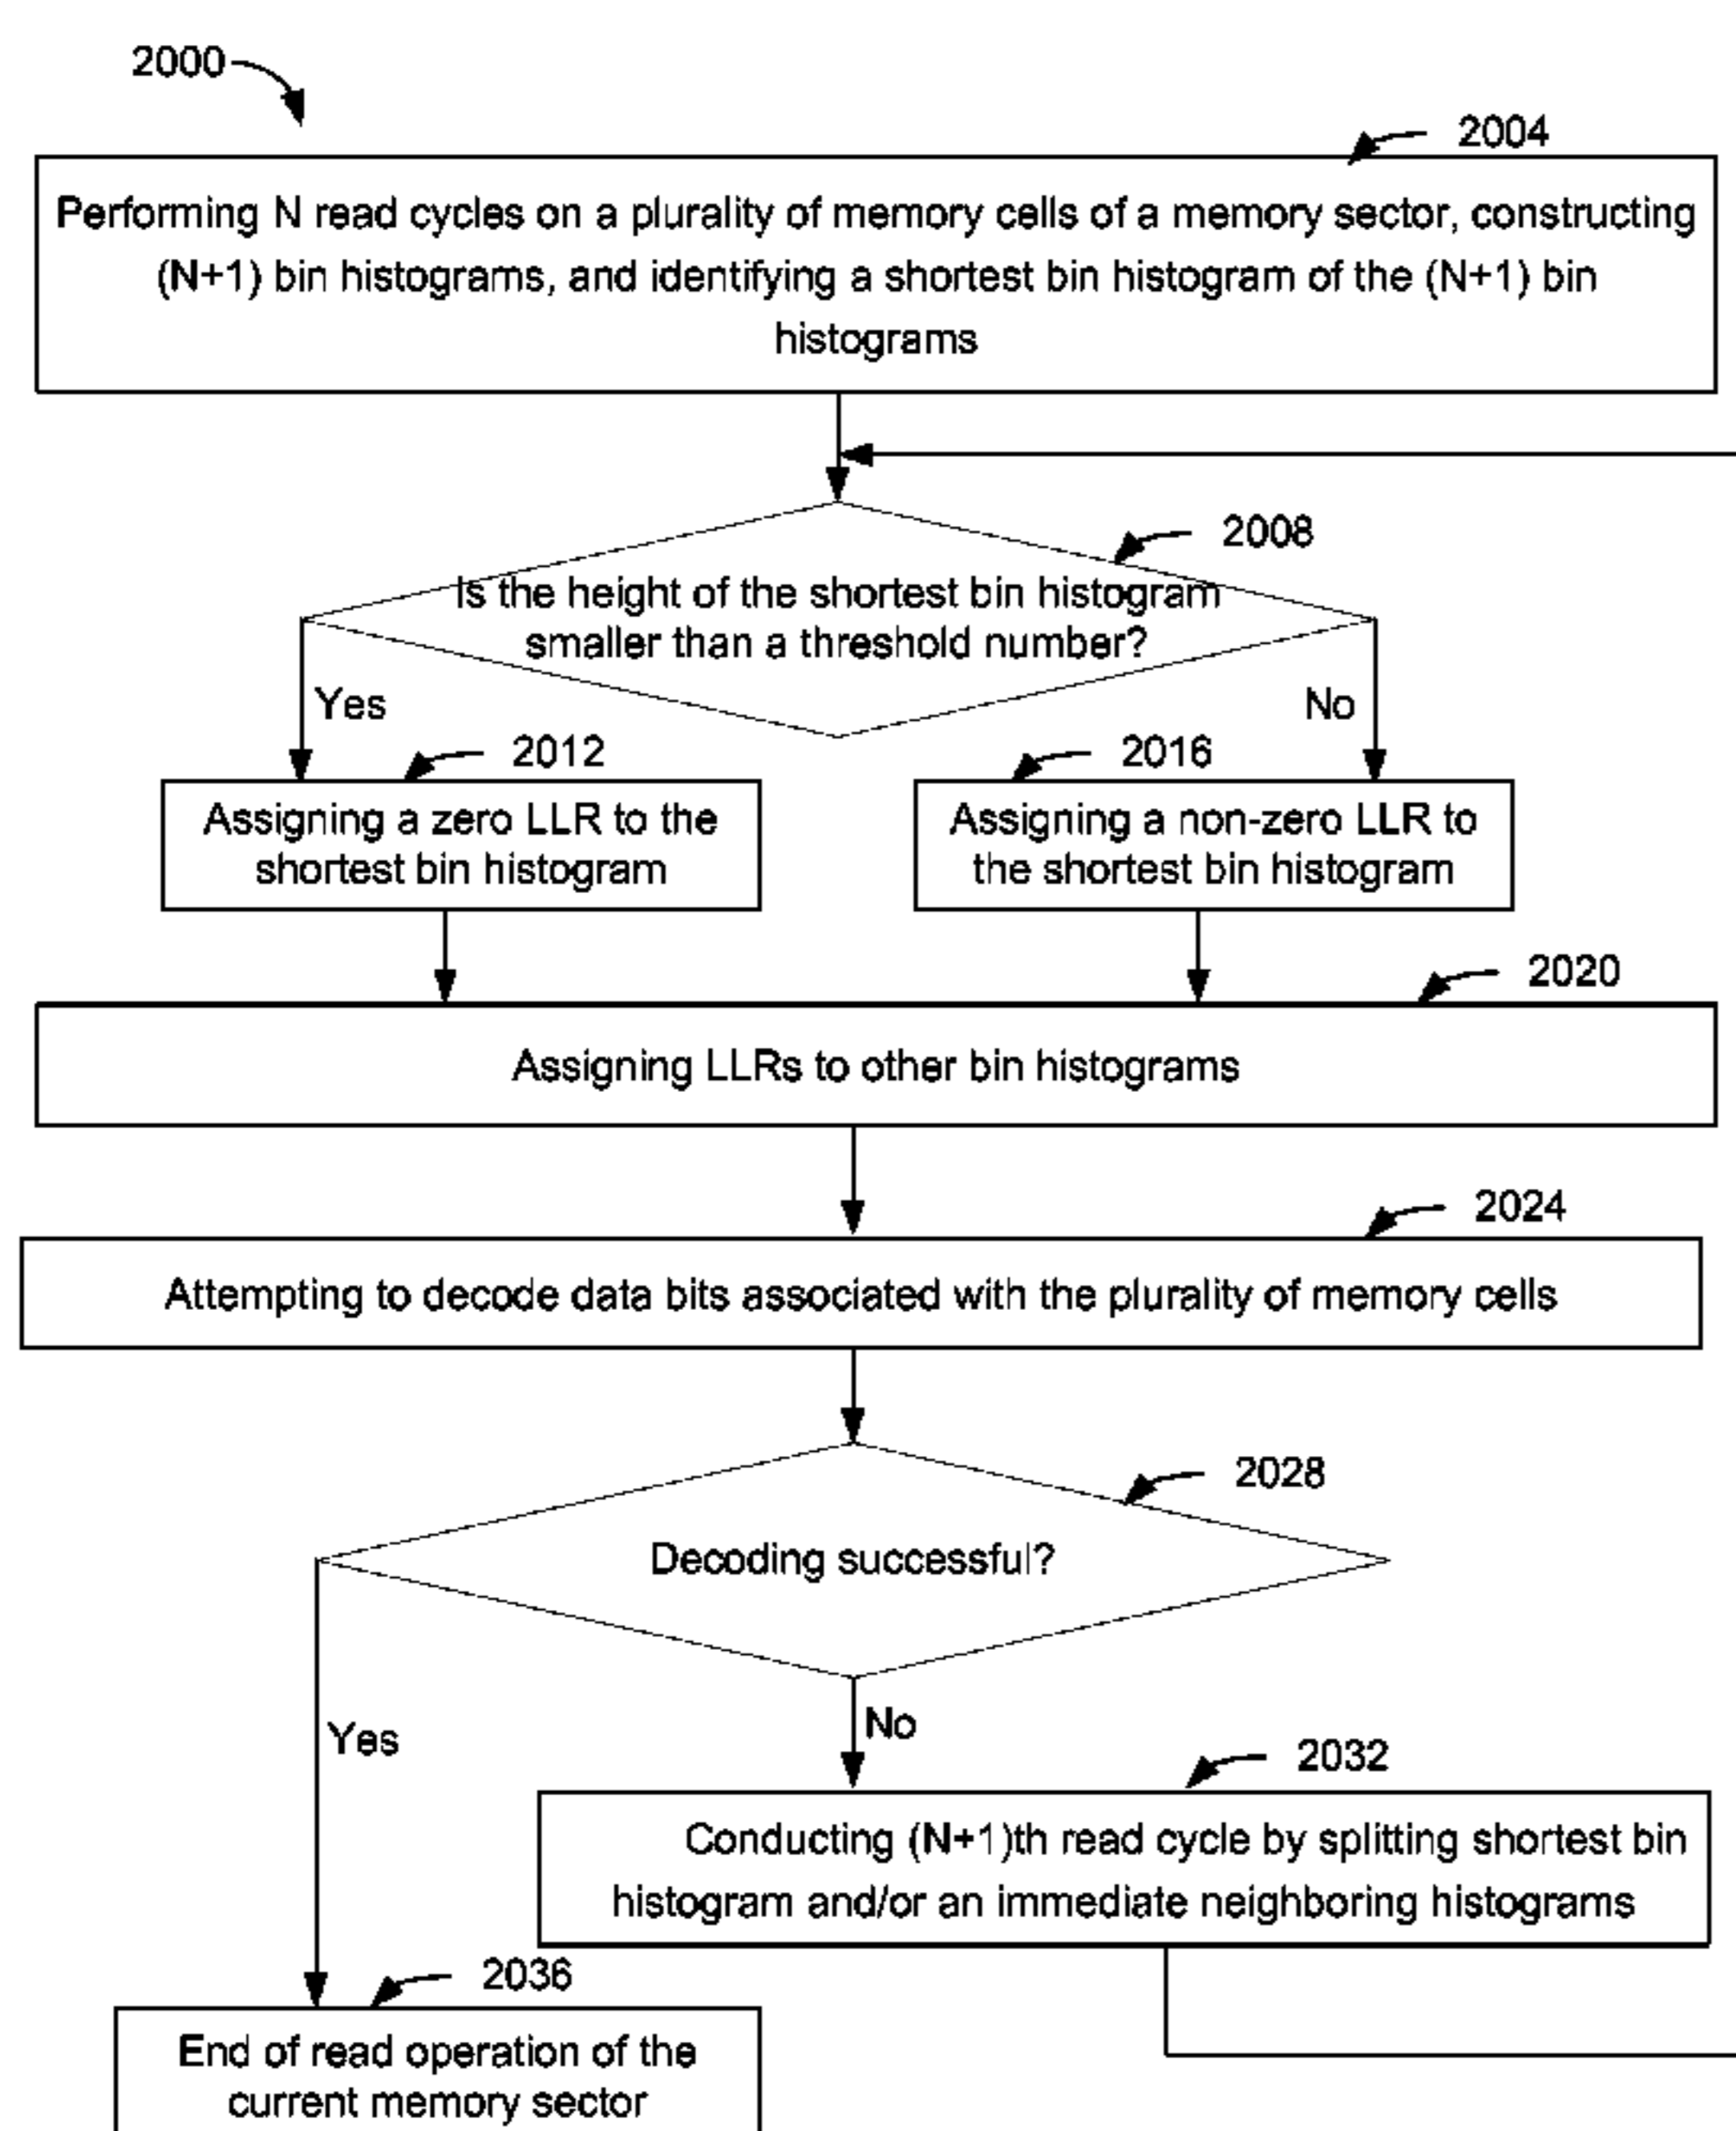 2000
2004
Performing N read cycles on a plurality of memory cells of a memory sector, constructing
(N+1) bin histograms, and identifying a shortest bin histogram of the (N+1) bin
histograms
2008
Is the height of the shortest bin histogram
smaller than a threshold number?
Yes
No
2012
2016
Assigning a zero LLR to the
shortest bin histogram
Assigning a non-zero LLR to
the shortest bin histogram
2020
Assigning LLRs to other bin histograms
2024
Attempting to decode data bits associated with the plurality of memory cells
2028
Decoding successful?
Yes
No
2032
Conducting (N+1)th read cycle by splitting shortest bin
histogram and/or an immediate neighboring histograms
2036
End of read operation of the
current memory sector